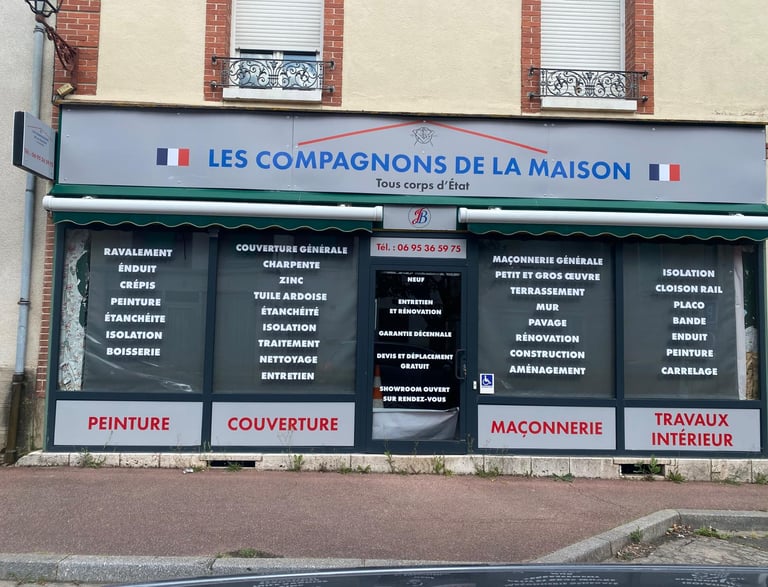 LES COMPAGNONS DE LA MAISON
Tous corps d'État
JB
Tél. : 06 95 36 59 75
RAVALEMENT
ÉNDUIT
CRÉPIS
PEINTURE
ÉTANCHÉITE
ISOLATION
BOISSERIE
PEINTURE
COUVERTURE GÉNÉRALE
CHARPENTE
ZINC
TUILE ARDOISE
ÉTANCHÉITÉ
ISOLATION
TRAITEMENT
NETTOYAGE
ENTRETIEN
COUVERTURE
NEUF
ENTRETIEN
ET RÉNOVATION
GARANTIE DÉCENNALE
DEVIS ET DÉPLACEMENT
GRATUIT
SHOWROOM OUVERT
SUR RENDEZ-VOUS
MAÇONNERIE GÉNÉRALE
PETIT ET GROS ŒUVRE
TERRASSEMENT
MUR
PAVAGE
RÉNOVATION
CONSTRUCTION
AMÉNAGEMENT
MAÇONNERIE
ISOLATION
CLOISON RAIL
PLACO
BANDE
ENDUIT
PEINTURE
CARRELAGE
TRAVAUX
INTÉRIEUR